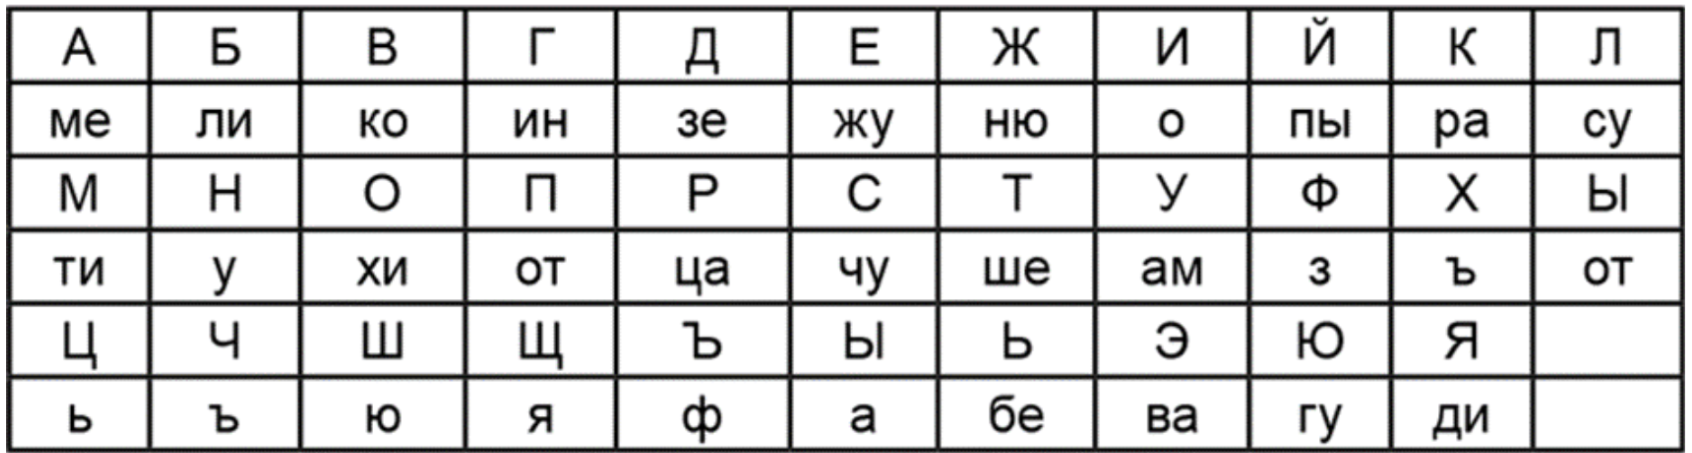 А Б В Г Д Е Ж И Й К Л
ме ли ко ин зе жу ню о пы ра су
М Н О П Р С Т У Ф Х Ы
ти у хи от ца чу ше ам з ъ от
Ц Ч Ш Щ Ъ Ы Ь Э Ю Я
ь ъ ю я ф а бе ва гу ди